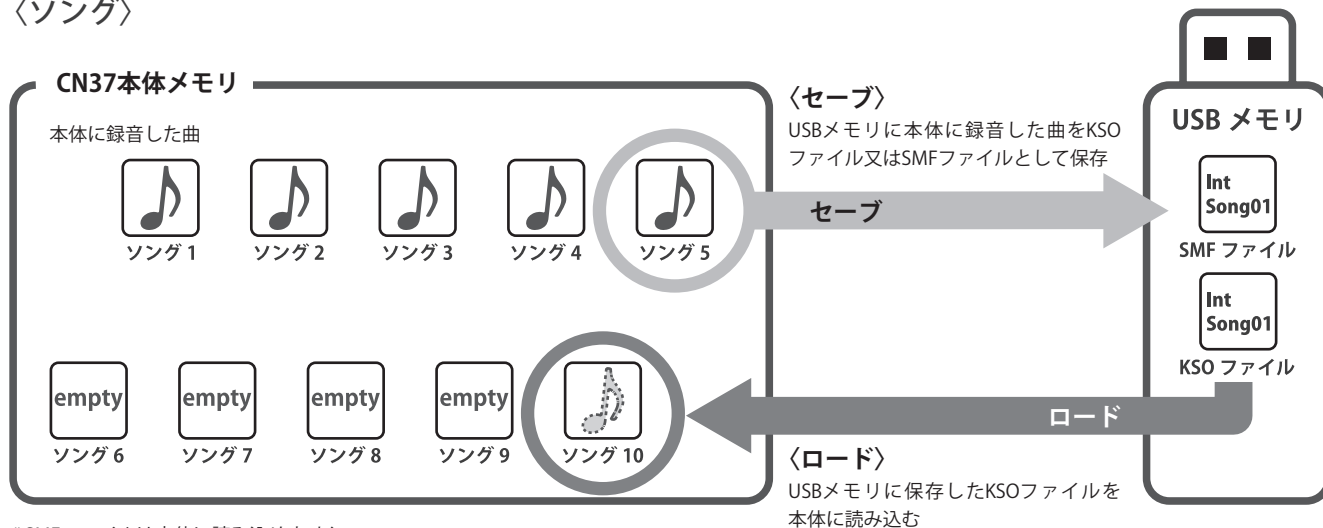 〈ソング〉
CN37本体メモリ
本体に録音した曲
ソング 1
ソング 2
ソング 3
ソング 4
ソング 5
empty
empty
empty
empty
ソング 6
ソング 7
ソング 8
ソング 9
ソング 10
〈セーブ〉
USBメモリに本体に録音した曲をKSO
ファイル又はSMFファイルとして保存
セーブ
ロード
〈ロード〉
USBメモリに保存したKSOファイルを
本体に読み込む
USB メモリ
Int
Song01
SMF ファイル
Int
Song01
KSO ファイル